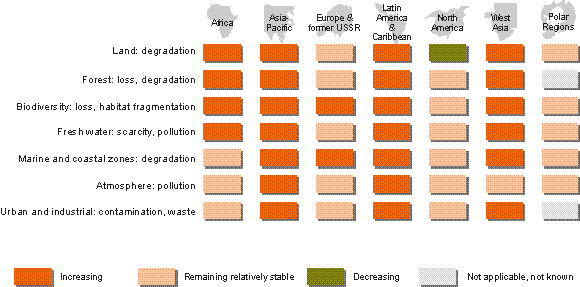 Africa
Asia-
Pacific
Europe &
former USSR
Latin
America
&
Caribbean
North
America
West
Asia
Polar
Regions
Land: degradation
Forest: loss, degradation
Biodiversity: loss, habitat fragmentation
Fresh water: scarcity, pollution
Marine and coastal zones: degradation
Atmosphere: pollution
Urban and industrial: contamination, waste
Increasing
Remaining relatively stable
Decreasing
Not applicable, not known